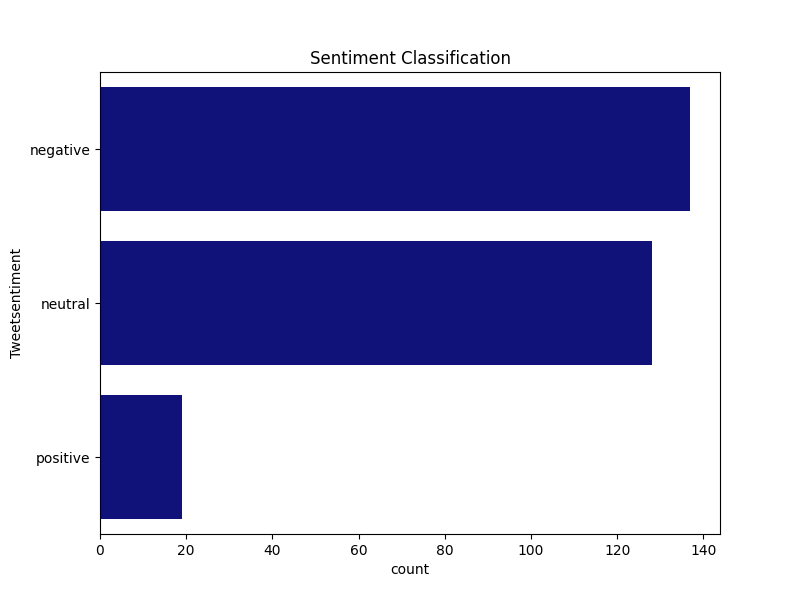 Sentiment Classification
Tweetsentiment
negative
neutral
positive
0 20 40 60 80 100 120 140
count